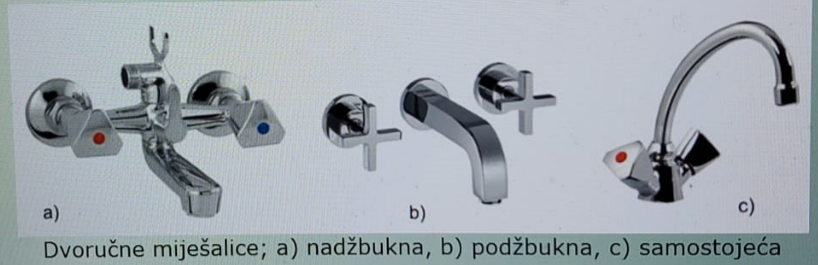 a)
b)
c)
Dvoručne miješalice; a) nadžbukna, b) podžbukna, c) samostojeća